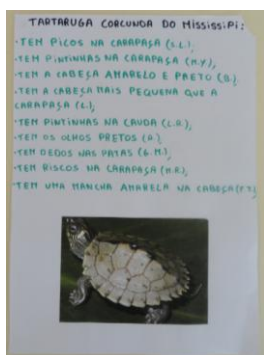 TARTARUGA CORCUNDA DO MISSISSIPI:
·TEM PICOS NA CARAPAÇA (L.L.),
·TEM PINTINHAS NA CARAPAÇA (M.Y.),
·TEM A CABEÇA AMARELO E PRETO (D.)
·TEM A CABEÇA MAIS PEQUENA QUE A
CARAPAÇA (L.),
·TEM PINTINHAS NA CAUDA (L.R.),
·TEM OS OLHOS PRETOS (R.)
·TEM DEDOS NAS PATAS (G.M.),
·TEM RISCOS NA CARAPAÇA (M.R.),
·TEM UMA MANCHA AMARELA NA CABEÇA